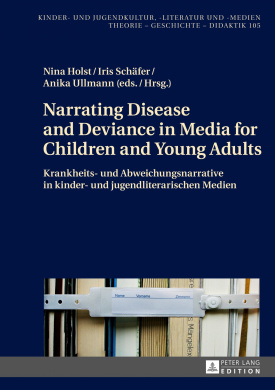 KINDER- UND JUGENDKULTUR, -LITERATUR UND -MEDIEN
THEORIE – GESCHICHTE – DIDAKTIK 105
Nina Holst / Iris Schäfer /
Anika Ullmann (eds. / Hrsg.)
Narrating Disease
and Deviance in Media for
Children and Young Adults
Krankheits- und Abweichungsnarrative
in kinder- und jugendliterarischen Medien
PETER LANG
EDITION